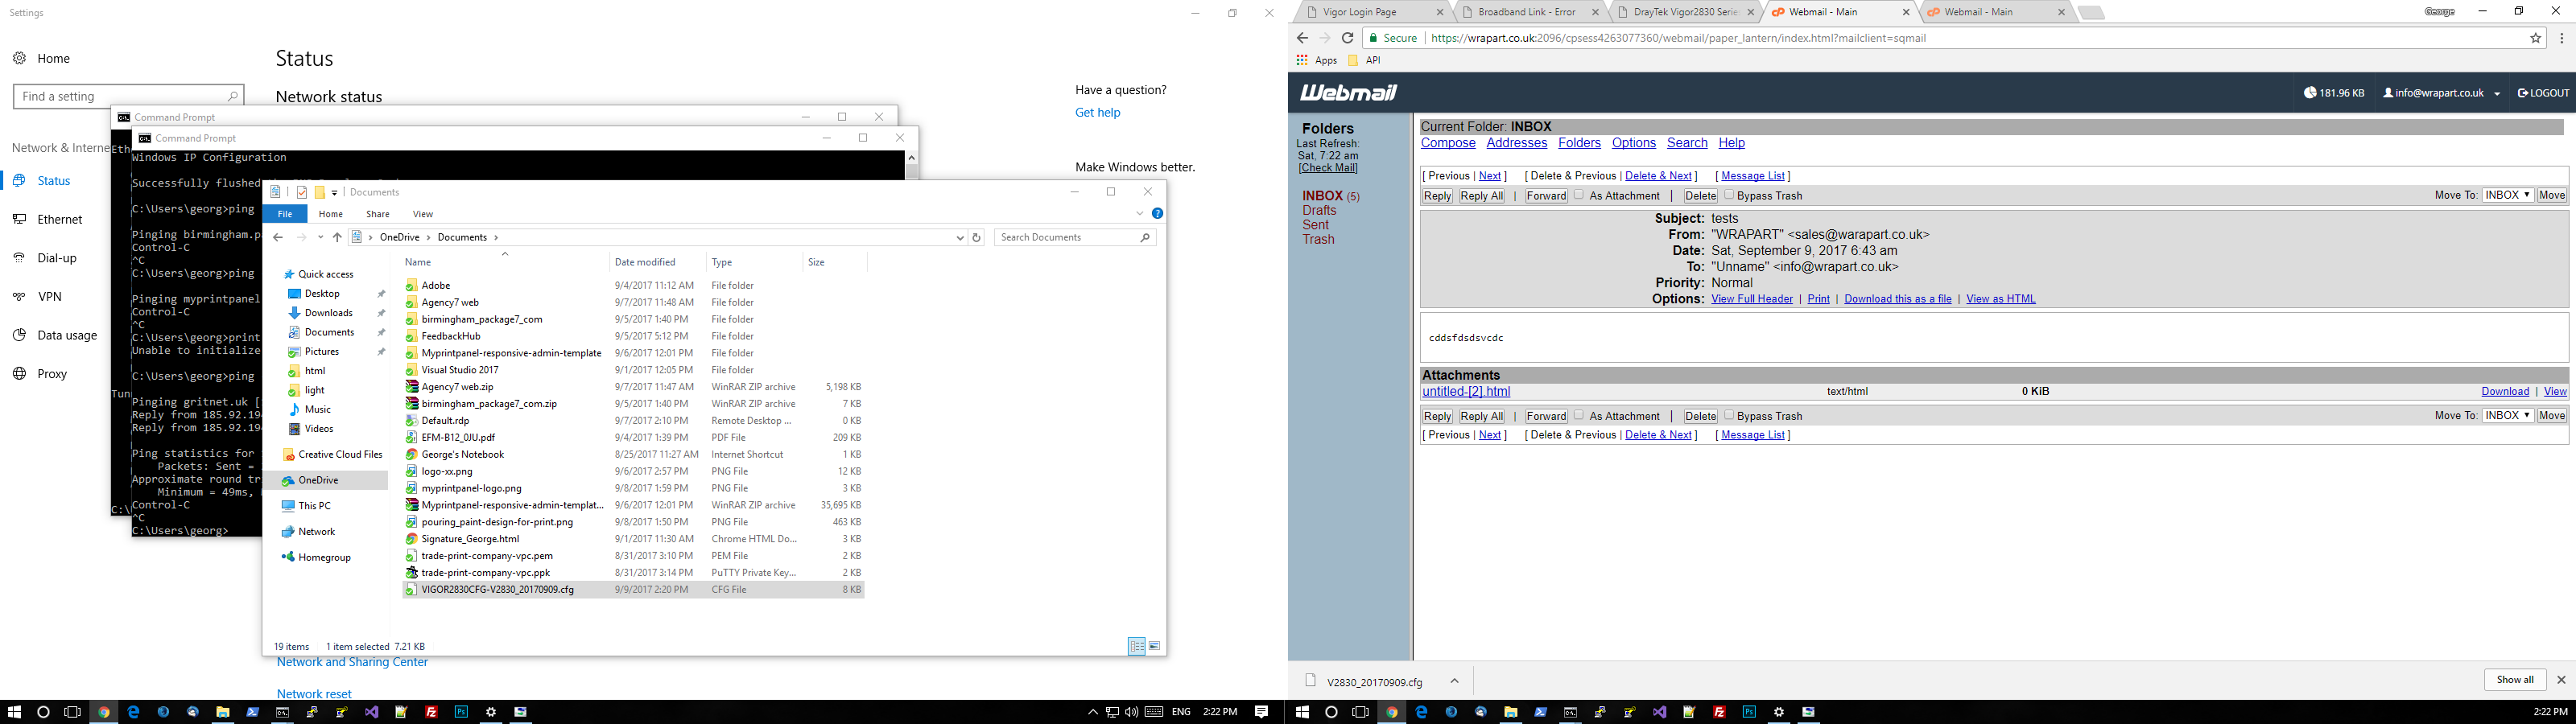 Settings
Home
Find a setting
Network & Interne
Status
Ethernet
Dial-up
VPN
Data usage
Proxy
Status
Network status
Have a question?
Get help
Make Windows better.
Network and Sharing Center
Network reset
Command Prompt
Eth
Tun
C:\
Command Prompt
Windows IP Configuration
C:\Users\georg>ping
Pinging birmingham.p
Control-C
^C
C:\Users\georg>ping
Pinging myprintpanel
Control-C
^C
C:\Users\georg>print
Unable to initialize
C:\Users\georg>ping
Pinging gritnet.uk [
Reply from 185.92.194
Reply from 185.92.194
Ping statistics for
Packets: Sent =
Approximate round tri
Minimum = 49ms,
Control-C
^C
C:\Users\georg>
Documents
File Home Share View
OneDrive › Documents ›
Search Documents
Quick access
Desktop
Downloads
Documents
Pictures
html
light
Music
Videos
Creative Cloud Files
OneDrive
This PC
Network
Homegroup
Name Date modified Type Size
Adobe 9/4/2017 11:12 AM File folder
Agency7 web 9/7/2017 11:48 AM File folder
birmingham_package7_com 9/5/2017 1:40 PM File folder
FeedbackHub 9/5/2017 5:12 PM File folder
Myprintpanel-responsive-admin-template 9/6/2017 12:01 PM File folder
Visual Studio 2017 9/1/2017 12:05 PM File folder
Agency7 web.zip 9/7/2017 11:47 AM WinRAR ZIP archive 5,198 KB
birmingham_package7_com.zip 9/5/2017 1:40 PM WinRAR ZIP archive 7 KB
Default.rdp 9/7/2017 2:10 PM Remote Desktop ... 0 KB
EFM-B12_0JU.pdf 9/4/2017 1:39 PM PDF File 209 KB
George's Notebook 8/25/2017 11:27 AM Internet Shortcut 1 KB
logo-xx.png 9/6/2017 2:57 PM PNG File 12 KB
myprintpanel-logo.png 9/8/2017 1:59 PM PNG File 3 KB
Myprintpanel-responsive-admin-templat... 9/6/2017 12:01 PM WinRAR ZIP archive 35,695 KB
pouring_paint-design-for-print.png 9/8/2017 1:50 PM PNG File 463 KB
Signature_George.html 9/1/2017 11:30 AM Chrome HTML Do... 3 KB
trade-print-company-vpc.pem 8/31/2017 3:10 PM PEM File 2 KB
trade-print-company-vpc.ppk 8/31/2017 3:14 PM PuTTY Private Key... 2 KB
VIGOR2830CFG-V2830_20170909.cfg 9/9/2017 2:20 PM CFG File 8 KB
19 items 1 item selected 7.21 KB
ENG 2:22 PM
Vigor Login Page
Broadband Link - Error
DrayTek Vigor2830 Serie
Webmail - Main
Webmail - Main
George
Secure https://wrapart.co.uk:2096/cpsess4263077360/webmail/paper_lantern/index.html?mailclient=sqmail
Apps API
Webmail
181.96 KB info@wrapart.co.uk LOGOUT
Folders
Last Refresh:
Sat, 7:22 am
[Check Mail]
INBOX (5)
Drafts
Sent
Trash
Current Folder: INBOX
Compose Addresses Folders Options Search Help
[ Previous | Next ] [ Delete & Previous | Delete & Next ] [ Message List ]
Reply Reply All | Forward As Attachment | Delete Bypass Trash Move To: INBOX Move
Subject: tests
From: "WRAPART" <sales@warapart.co.uk>
Date: Sat, September 9, 2017 6:43 am
To: "Unname" <info@wrapart.co.uk>
Priority: Normal
Options: View Full Header | Print | Download this as a file | View as HTML
cddsfdsdsvcdc
Attachments
untitled-[2].html text/html 0 KiB Download | View
Reply Reply All | Forward As Attachment | Delete Bypass Trash Move To: INBOX Move
[ Previous | Next ] [ Delete & Previous | Delete & Next ] [ Message List ]
V2830_20170909.cfg
Show all
2:22 PM